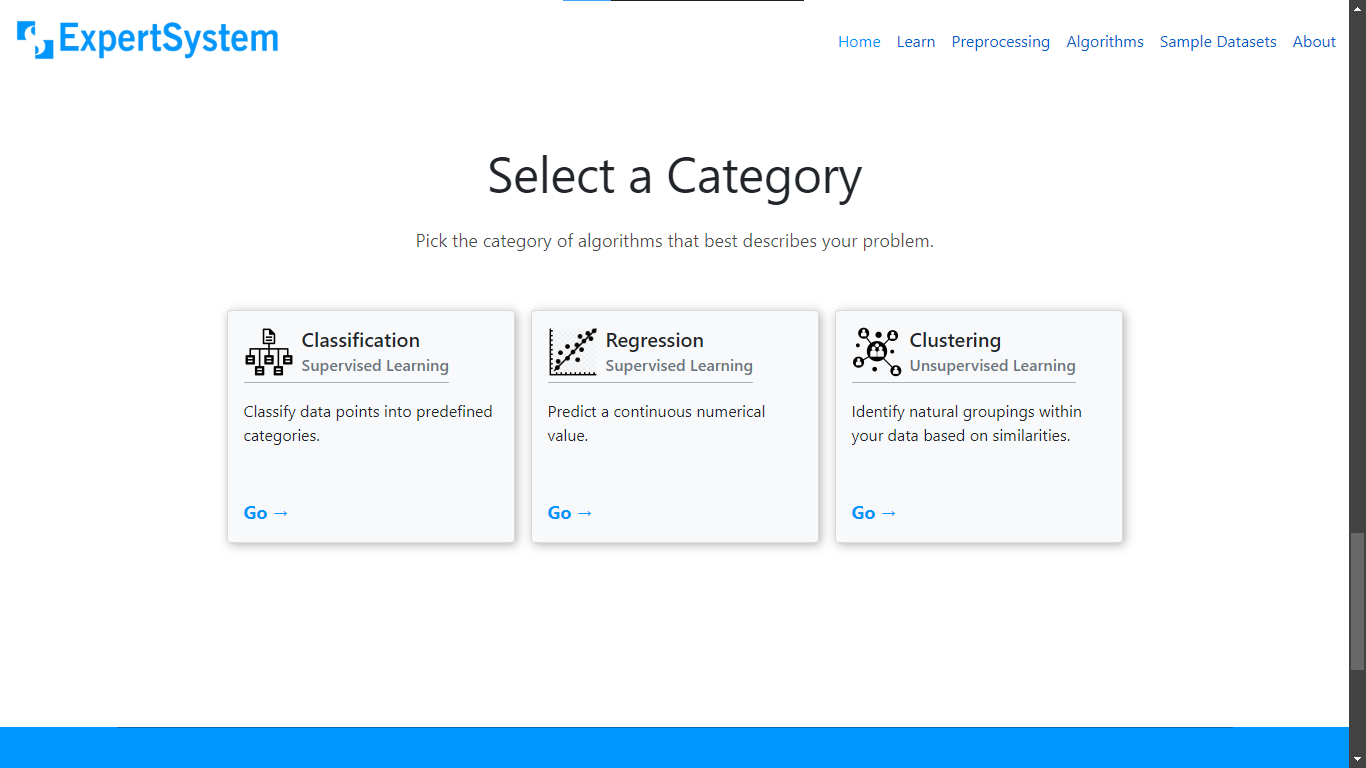 ExpertSystem
Home Learn Preprocessing Algorithms Sample Datasets About
Select a Category
Pick the category of algorithms that best describes your problem.
Classification
Supervised Learning
Classify data points into predefined
categories.
Go →
Regression
Supervised Learning
Predict a continuous numerical
value.
Go →
Clustering
Unsupervised Learning
Identify natural groupings within
your data based on similarities.
Go →